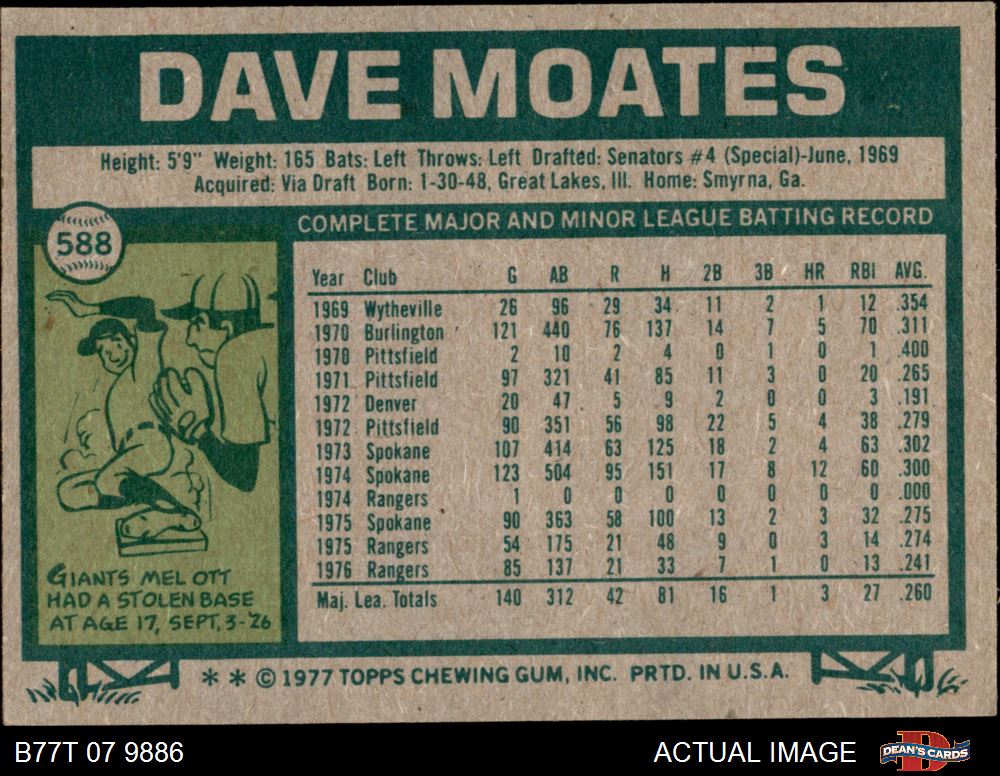 DAVE MOATES
Height: 5'9" Weight: 165 Bats: Left Throws: Left Drafted: Senators #4 (Special)-June, 1969
Acquired: Via Draft Born: 1-30-48, Great Lakes, Ill. Home: Smyrna, Ga.
588
COMPLETE MAJOR AND MINOR LEAGUE BATTING RECORD
Year Club G AB R H 2B 3B HR RBI AVG.
1969 Wytheville 26 96 29 34 11 2 1 12 .354
1970 Burlington 121 440 76 137 14 7 5 70 .311
1970 Pittsfield 2 10 2 4 0 1 0 1 .400
1971 Pittsfield 97 321 41 85 11 3 0 20 .265
1972 Denver 20 47 5 9 2 0 0 3 .191
1972 Pittsfield 90 351 56 98 22 5 4 38 .279
1973 Spokane 107 414 63 125 18 2 4 63 .302
1974 Spokane 123 504 95 151 17 8 12 60 .300
1974 Rangers 1 0 0 0 0 0 0 0 .000
1975 Spokane 90 363 58 100 13 2 3 32 .275
1975 Rangers 54 175 21 48 9 0 3 14 .274
1976 Rangers 85 137 21 33 7 1 0 13 .241
Maj. Lea. Totals 140 312 42 81 16 1 3 27 .260
GIANTS MEL OTT
HAD A STOLEN BASE
AT AGE 17, SEPT, 3-'26
* * © 1977 TOPPS CHEWING GUM, INC. PRTD. IN U.S.A.
B77T 07 9886
ACTUAL IMAGE
D
DEAN'S CARDS